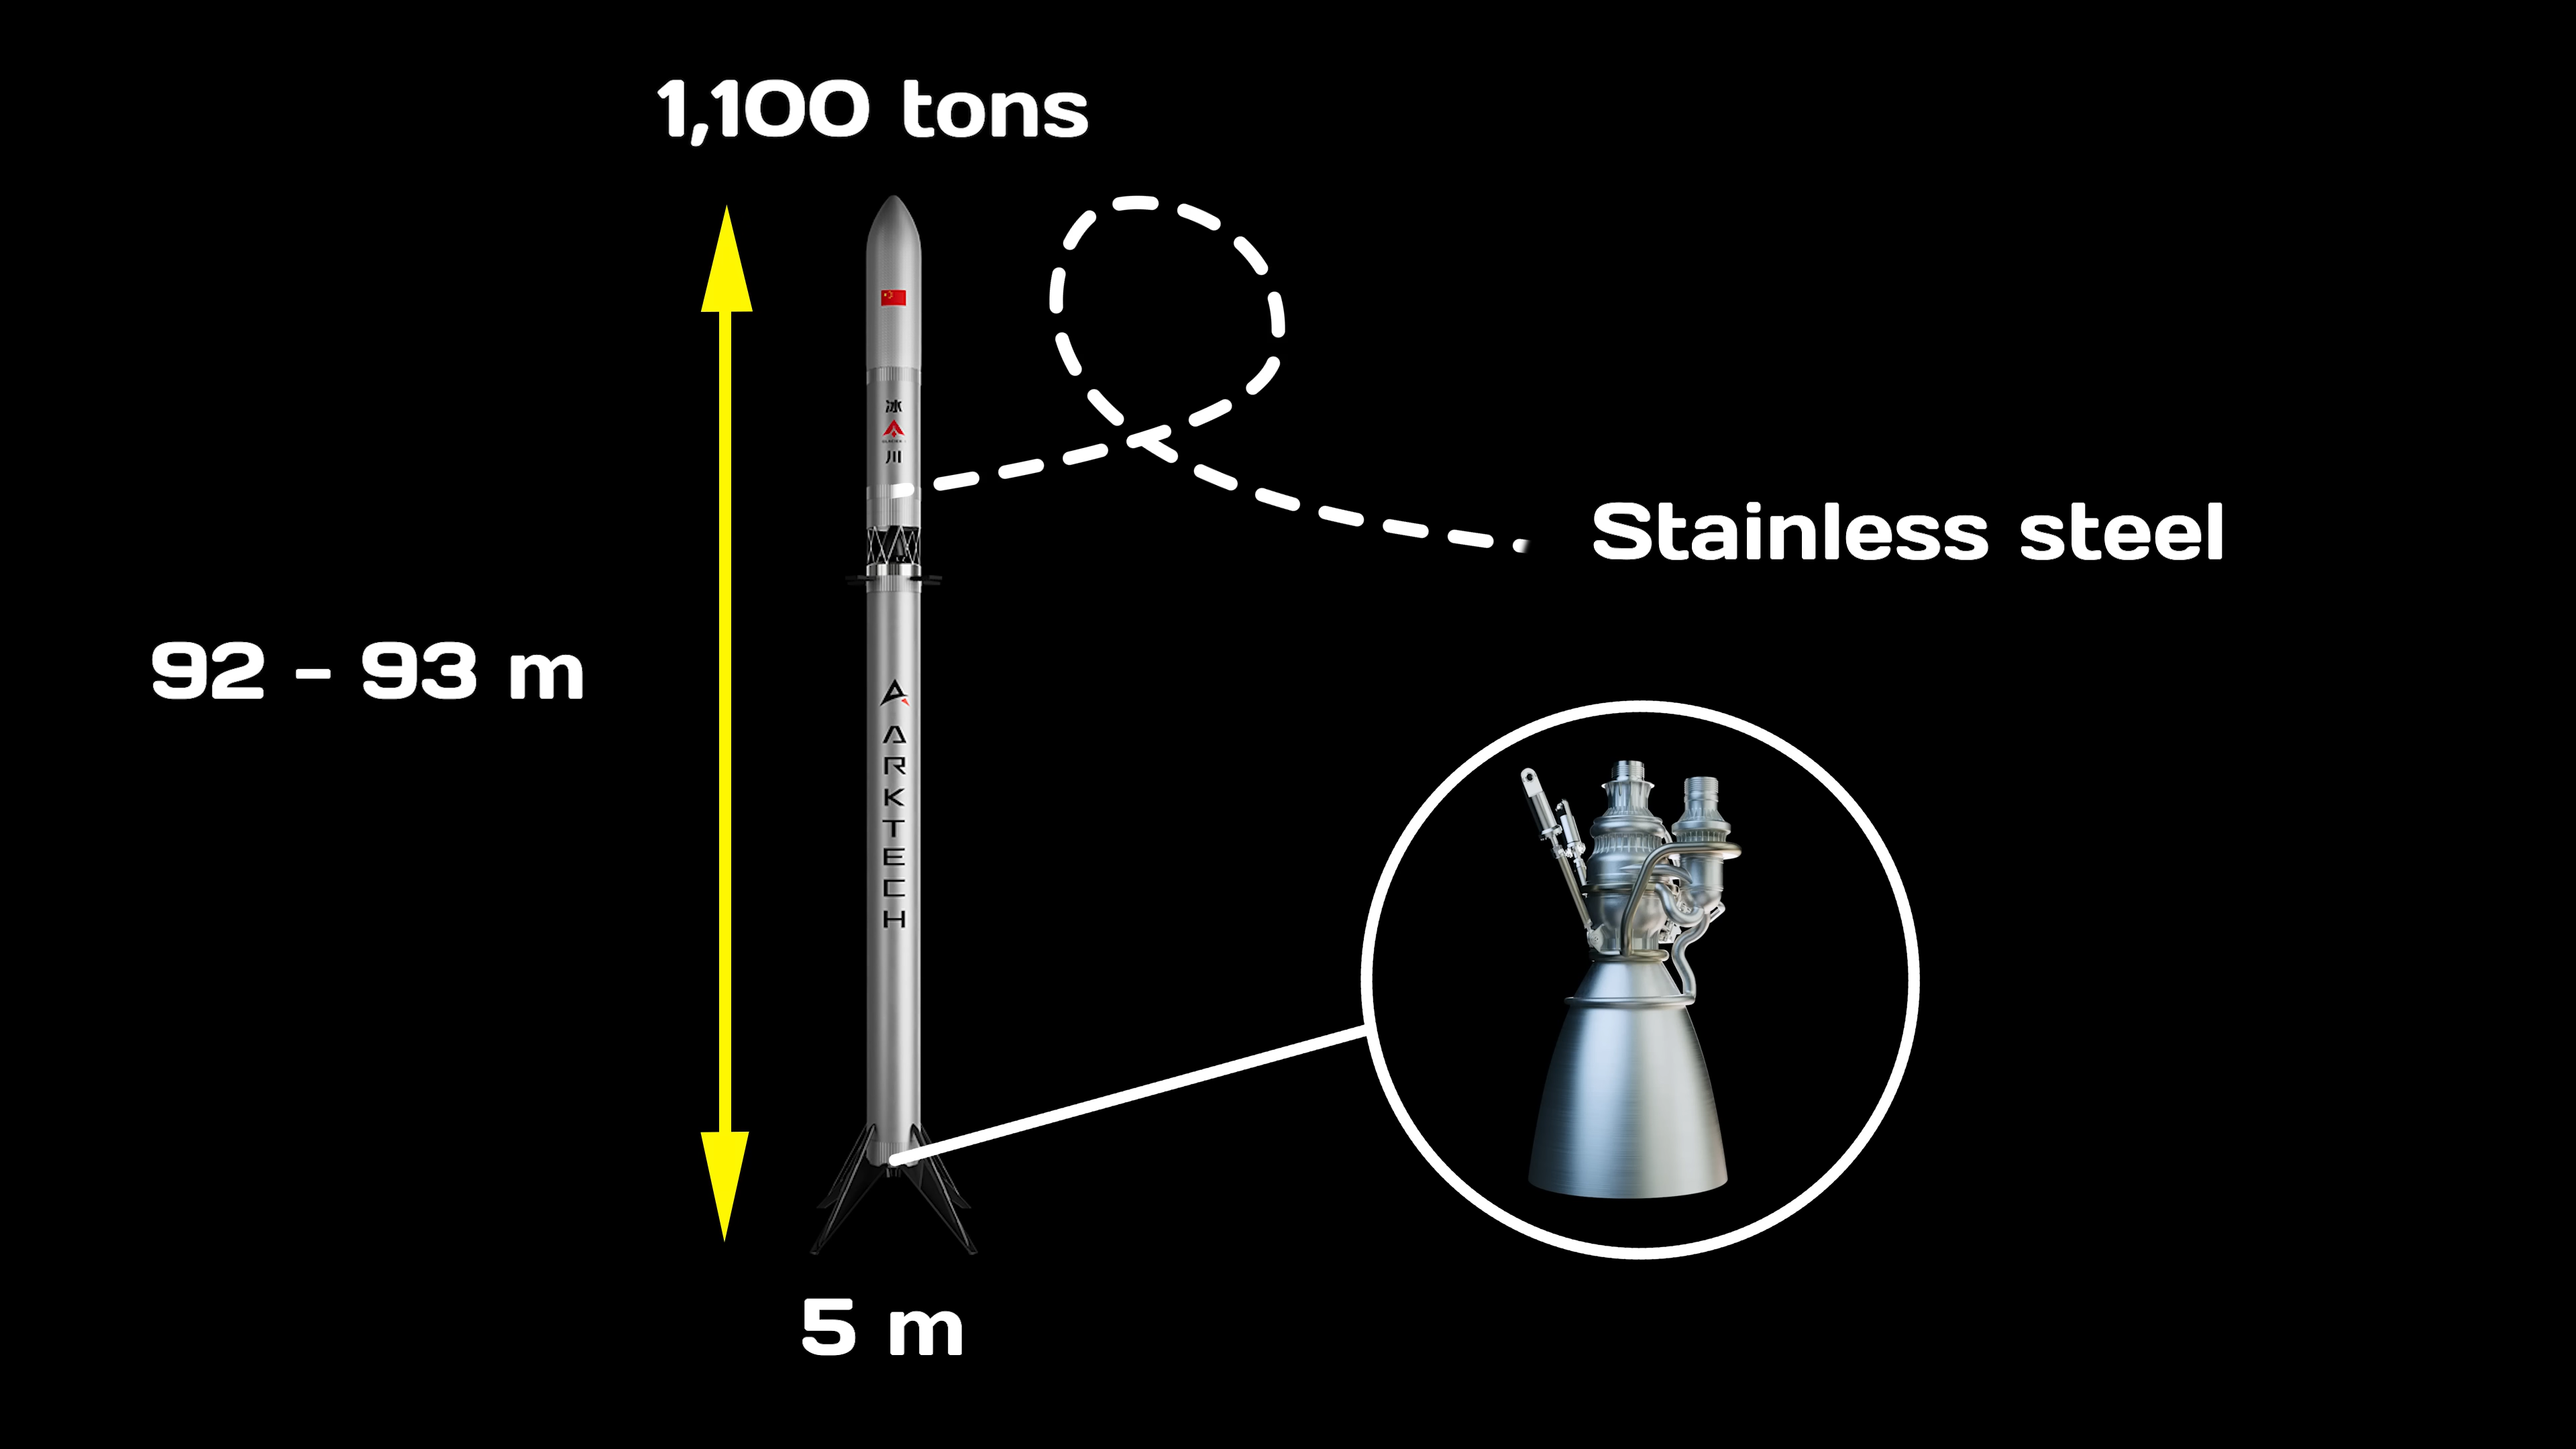 1,100 tons
冰
川
Stainless steel
92 - 93 m
ARKTECH
5 m